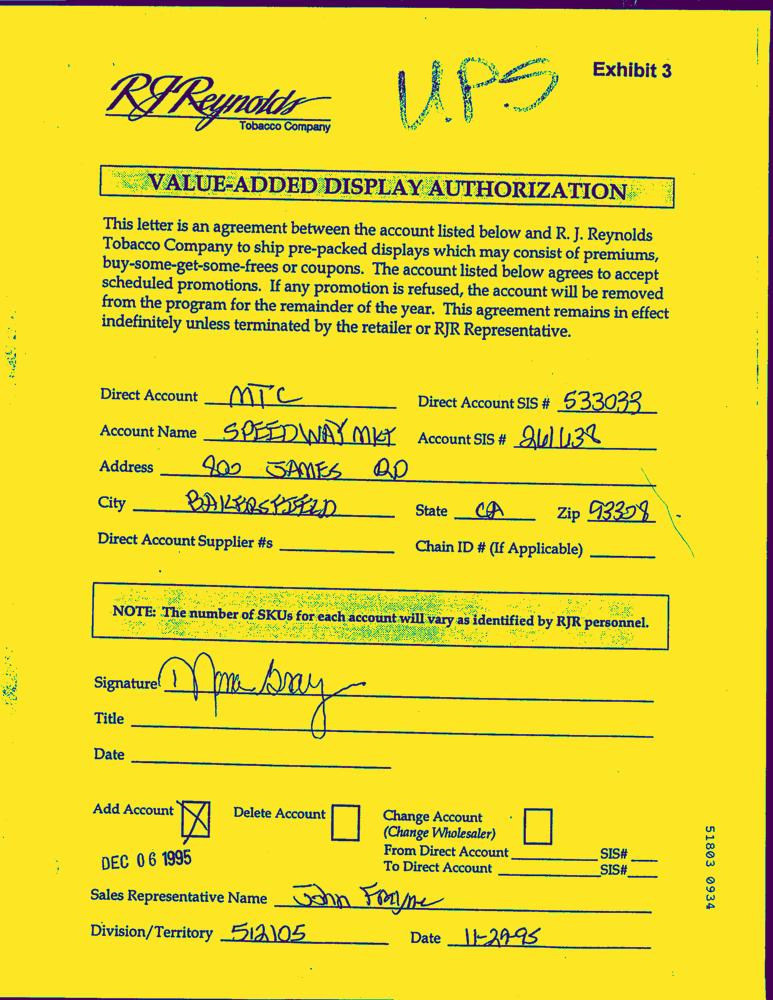 Exhibit 3
U.P.S
RJReynolds
Tobacco Company
VALUE-ADDED DISPLAY AUTHORIZATION
This letter is an agreement between the account listed below and R. J. Reynolds
Tobacco Company to ship pre-packed displays which may consist of premiums,
buy-some-get-some-frees or coupons. The account listed below agrees to accept
scheduled promotions. If any promotion is refused, the account will be removed
from the program for the remainder of the year. This agreement remains in effect
indefinitely unless terminated by the retailer or RJR Representative.
Direct Account MTC Direct Account SIS # 533033
Account Name SPEEDWAY MKT Account SIS # 261638
Address 900 JAMES RD
City BAKERSFIELD State CA Zip 93308
Direct Account Supplier #s Chain ID # (If Applicable)
NOTE: The number of SKUs for each account will vary as identified by RJR personnel.
Signature
Title
Date
Add Account Delete Account Change Account
(Change Wholesaler)
From Direct Account SIS#
To Direct Account SIS#
DEC 06 1995
Sales Representative Name John
Division/Territory 512105 Date 11-29-95
51803 0934